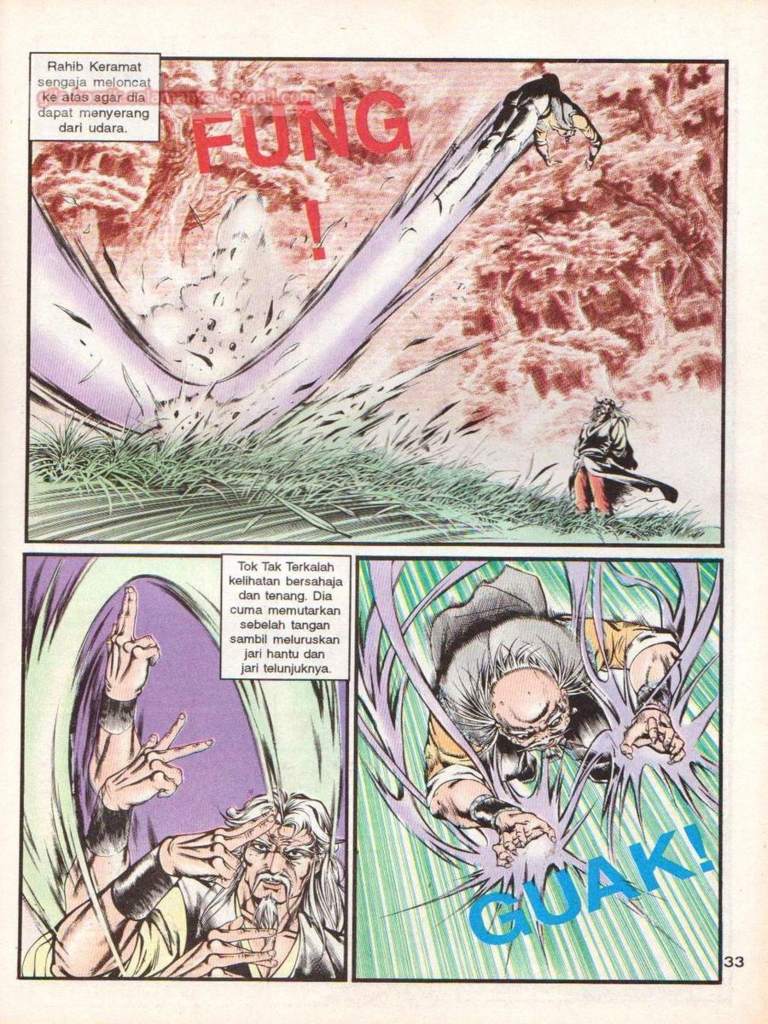 Rahib Keramat
sengaja meloncat
ke atas agar dia
dapat menyerang
dari udara.
FUNG
!
Tok Tak Terkalah
kelihatan bersahaja
dan tenang. Dia
cuma memutarkan
sebelah tangan
sambil meluruskan
jari hantu dan
jari telunjuknya.
GUAK!
33